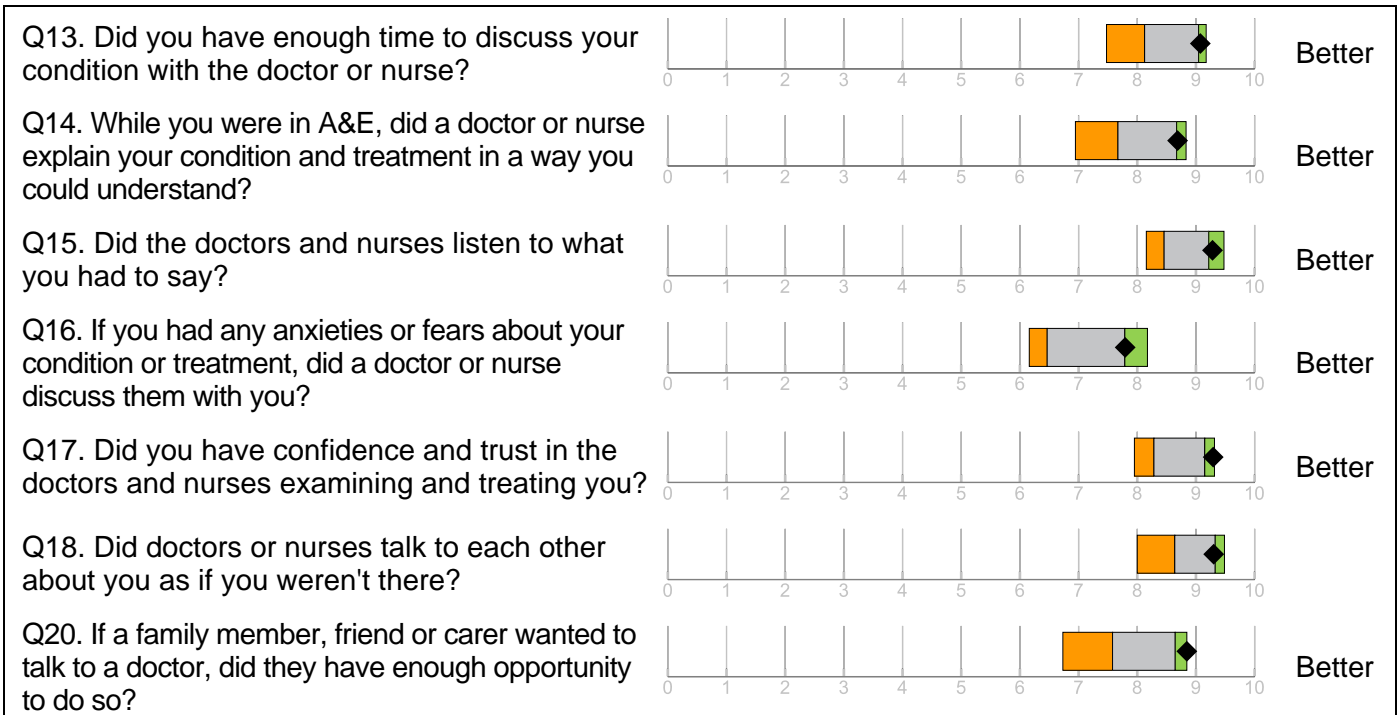 Q13. Did you have enough time to discuss your
condition with the doctor or nurse?
0 1 2 3 4 5 6 7 8 9 10
Better
Q14. While you were in A&E, did a doctor or nurse
explain your condition and treatment in a way you
could understand?
0 1 2 3 4 5 6 7 8 9 10
Better
Q15. Did the doctors and nurses listen to what
you had to say?
0 1 2 3 4 5 6 7 8 9 10
Better
Q16. If you had any anxieties or fears about your
condition or treatment, did a doctor or nurse
discuss them with you?
0 1 2 3 4 5 6 7 8 9 10
Better
Q17. Did you have confidence and trust in the
doctors and nurses examining and treating you?
0 1 2 3 4 5 6 7 8 9 10
Better
Q18. Did doctors or nurses talk to each other
about you as if you weren't there?
0 1 2 3 4 5 6 7 8 9 10
Better
Q20. If a family member, friend or carer wanted to
talk to a doctor, did they have enough opportunity
to do so?
0 1 2 3 4 5 6 7 8 9 10
Better